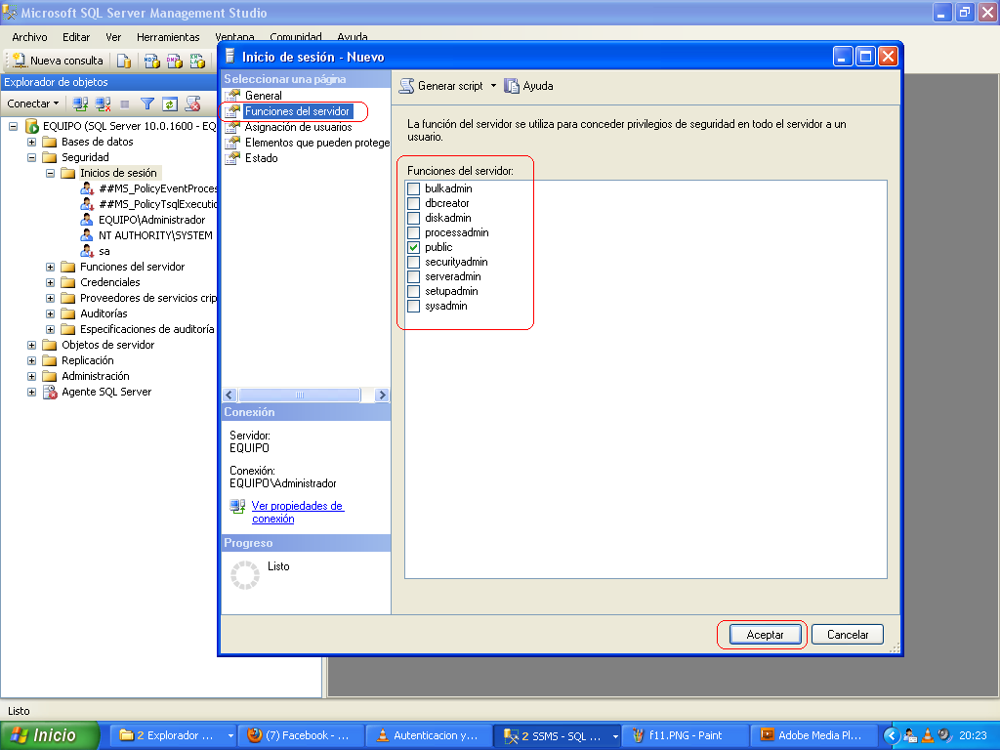 Microsoft SQL Server Management Studio
Archivo Editar Ver Herramientas Ventana Comunidad Ayuda
Nueva consulta
Explorador de objetos
Conectar
EQUIPO (SQL Server 10.0.1600 - EQ
Bases de datos
Seguridad
Inicios de sesión
##MS_PolicyEventProces
##MS_PolicyTsqlExecutio
EQUIPO\Administrador
NT AUTHORITY\SYSTEM
sa
Funciones del servidor
Credenciales
Proveedores de servicios crip
Auditorías
Especificaciones de auditoría
Objetos de servidor
Replicación
Administración
Agente SQL Server
Inicio de sesión - Nuevo
Seleccionar una página
General
Funciones del servidor
Asignación de usuarios
Elementos que pueden protege
Estado
Conexión
Servidor:
EQUIPO
Conexión:
EQUIPO\Administrador
Ver propiedades de
conexión
Progreso
Listo
Generar script Ayuda
La función del servidor se utiliza para conceder privilegios de seguridad en todo el servidor a un
usuario.
Funciones del servidor:
bulkadmin
dbcreator
diskadmin
processadmin
public
securityadmin
serveradmin
setupadmin
sysadmin
Aceptar Cancelar
Listo
Inicio 2 Explorador ... (7) Facebook - ... Autenticacion y... 2 SSMS - SQL ... f11.PNG - Paint Adobe Media Pl... 20:23